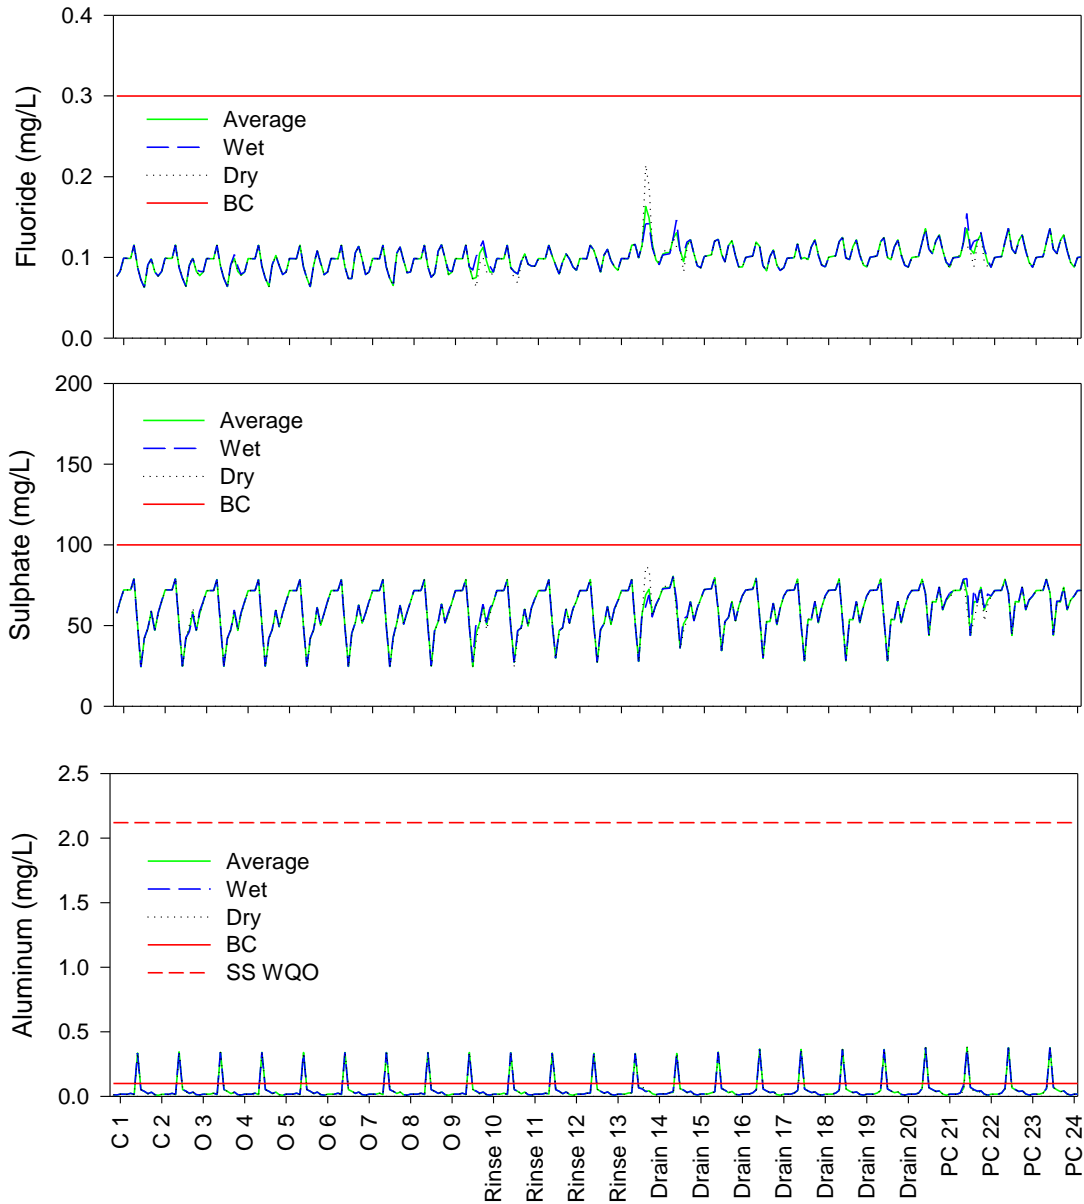 Fluoride (mg/L)
0.4
0.3
0.2
0.1
0.0
Average
Wet
Dry
BC
Sulphate (mg/L)
200
150
100
50
0
Average
Wet
Dry
BC
Aluminum (mg/L)
2.5
2.0
1.5
1.0
0.5
0.0
Average
Wet
Dry
BC
SS WQO
C 1
C 2
O 3
O 4
O 5
O 6
O 7
O 8
O 9
Rinse 10
Rinse 11
Rinse 12
Rinse 13
Drain 14
Drain 15
Drain 16
Drain 17
Drain 18
Drain 19
Drain 20
PC 21
PC 22
PC 23
PC 24